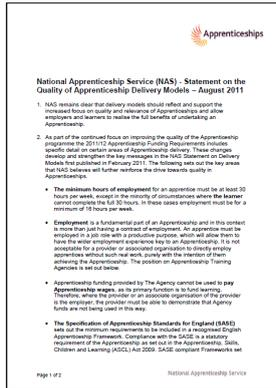 Apprenticeships
National Apprenticeship Service (NAS) - Statement on the
Quality of Apprenticeship Delivery Models – August 2011
1. NAS remains clear that delivery models should reflect and support the
increased focus on quality and relevance of Apprenticeships and allow
employers and learners to realise the full benefits of undertaking an
Apprenticeship.
2. As part of the continued focus on improving the quality of the Apprenticeship
programme the 2011/12 Apprenticeship Funding Requirements includes
specific detail on certain areas of Apprenticeship delivery. These changes
develop and strengthen the key messages in the NAS Statement on Delivery
Models first published in February 2011. The following sets out the key areas
that NAS believes will further reinforce the drive towards quality in
Apprenticeships.
• The minimum hours of employment for an apprentice must be at least 30
hours per week, except in the minority of circumstances where the learner
cannot complete the full 30 hours. In these cases employment must be for a
minimum of 16 hours per week.
• Employment is a fundamental part of an Apprenticeship and in this context
is more than just having a contract of employment. An apprentice must be
employed in a job role with a productive purpose, which will allow them to
have the wider employment experience key to an Apprenticeship. It is not
acceptable for a provider or associated organisation to directly employ
apprentices without such real work, purely with the intention of them
achieving the Apprenticeship. The position on Apprenticeship Training
Agencies is set out below.
• Apprenticeship funding provided by The Agency cannot be used to pay
Apprenticeship wages, as its primary function is to fund learning.
Therefore, where the provider or an associate organisation of the provider
is the employer, the provider must be able to demonstrate that Agency
funds are not being used in this way.
• The Specification of Apprenticeship Standards for England (SASE)
sets out the minimum requirements to be included in a recognised English
Apprenticeship Framework. Compliance with the SASE is a statutory
requirement of the Apprenticeship as set out in the Apprenticeship, Skills,
Children and Learning (ASCL) Act 2009. SASE compliant Frameworks set
Page 1 of 2
National Apprenticeship Service